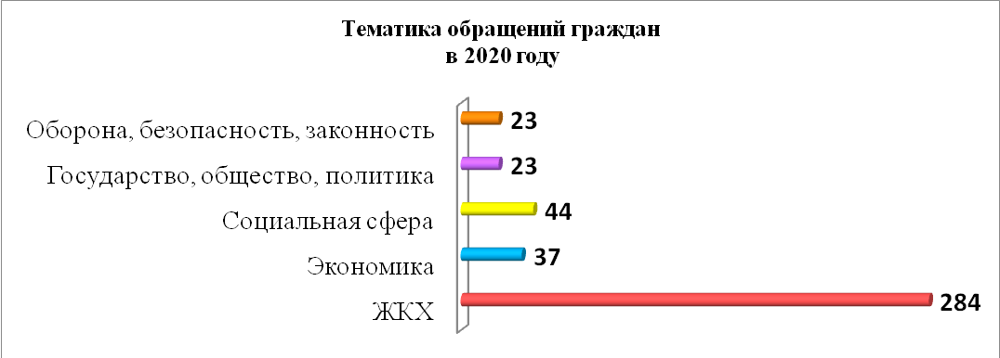 Тематика обращений граждан
в 2020 году
Оборона, безопасность, законность 23
Государство, общество, политика 23
Социальная сфера 44
Экономика 37
ЖКХ 284